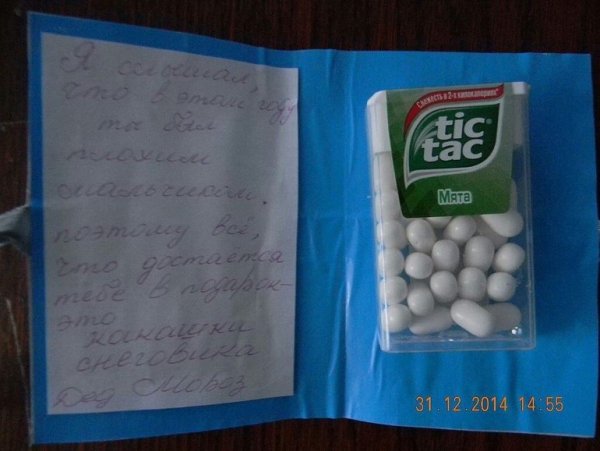 Я слышал,
что в этом году
ты был
плохим
мальчиком.
поэтому всё,
что достается
тебе в подарок-
это
какашки
снеговика
Дед Мороз
Свежесть в 2-х килокалориях*
tic
tac
Мята
31.12.2014 14:55